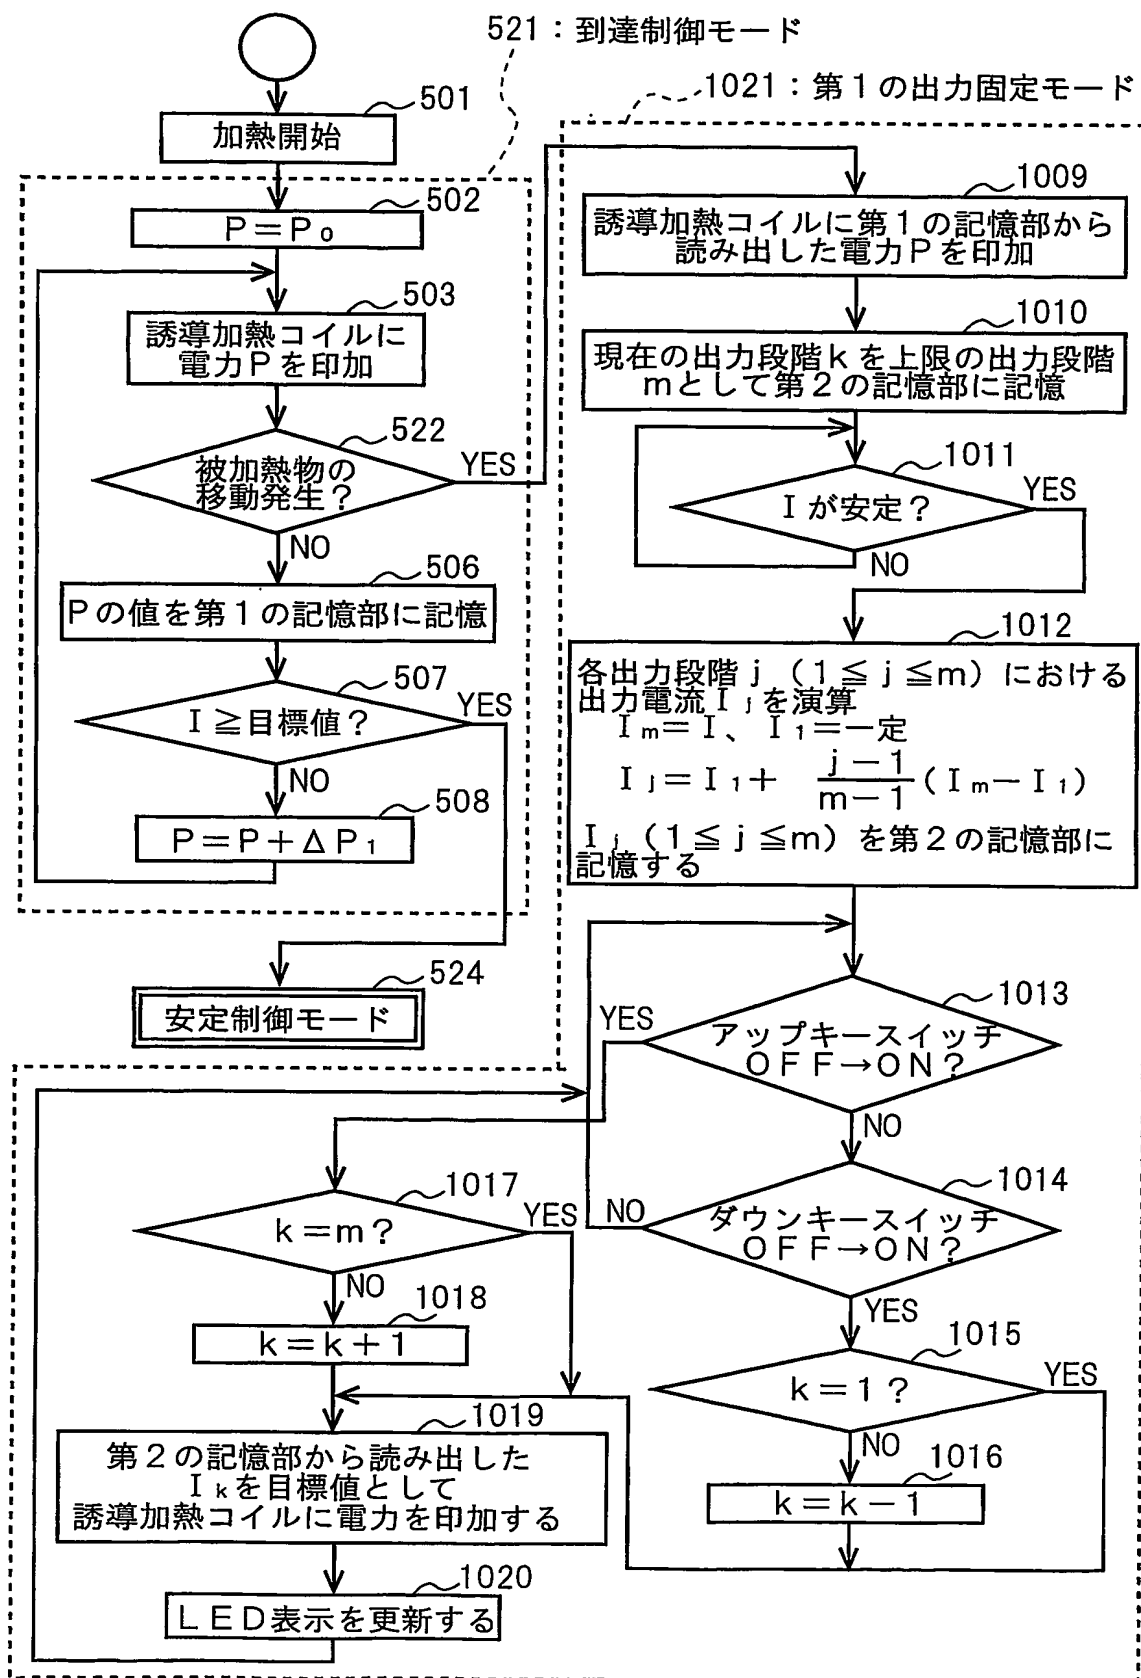 521：到達制御モード
501
加熱開始
502
P＝P₀
503
誘導加熱コイルに
電力Pを印加
522
被加熱物の
移動発生？
YES
NO
506
Pの値を第1の記憶部に記憶
507
I≧目標値？
YES
NO
508
P＝P＋ΔP₁
524
安定制御モード
1021：第1の出力固定モード
1009
誘導加熱コイルに第1の記憶部から
読み出した電力Pを印加
1010
現在の出力段階kを上限の出力段階
mとして第2の記憶部に記憶
1011
Iが安定？
YES
NO
1012
各出力段階j（1≦j≦m）における
出力電流Iⱼを演算
Iₘ＝I、I₁＝一定
Iⱼ＝I₁＋ (j－1)/(m－1) (Iₘ－I₁)
Iⱼ（1≦j≦m）を第2の記憶部に
記憶する
1013
アップキースイッチ
OFF→ON？
YES
NO
1014
ダウンキースイッチ
OFF→ON？
NO
YES
1015
k＝1？
YES
NO
1016
k＝k－1
1017
k＝m？
YES
NO
1018
k＝k＋1
1019
第2の記憶部から読み出した
Iₖを目標値として
誘導加熱コイルに電力を印加する
1020
LED表示を更新する